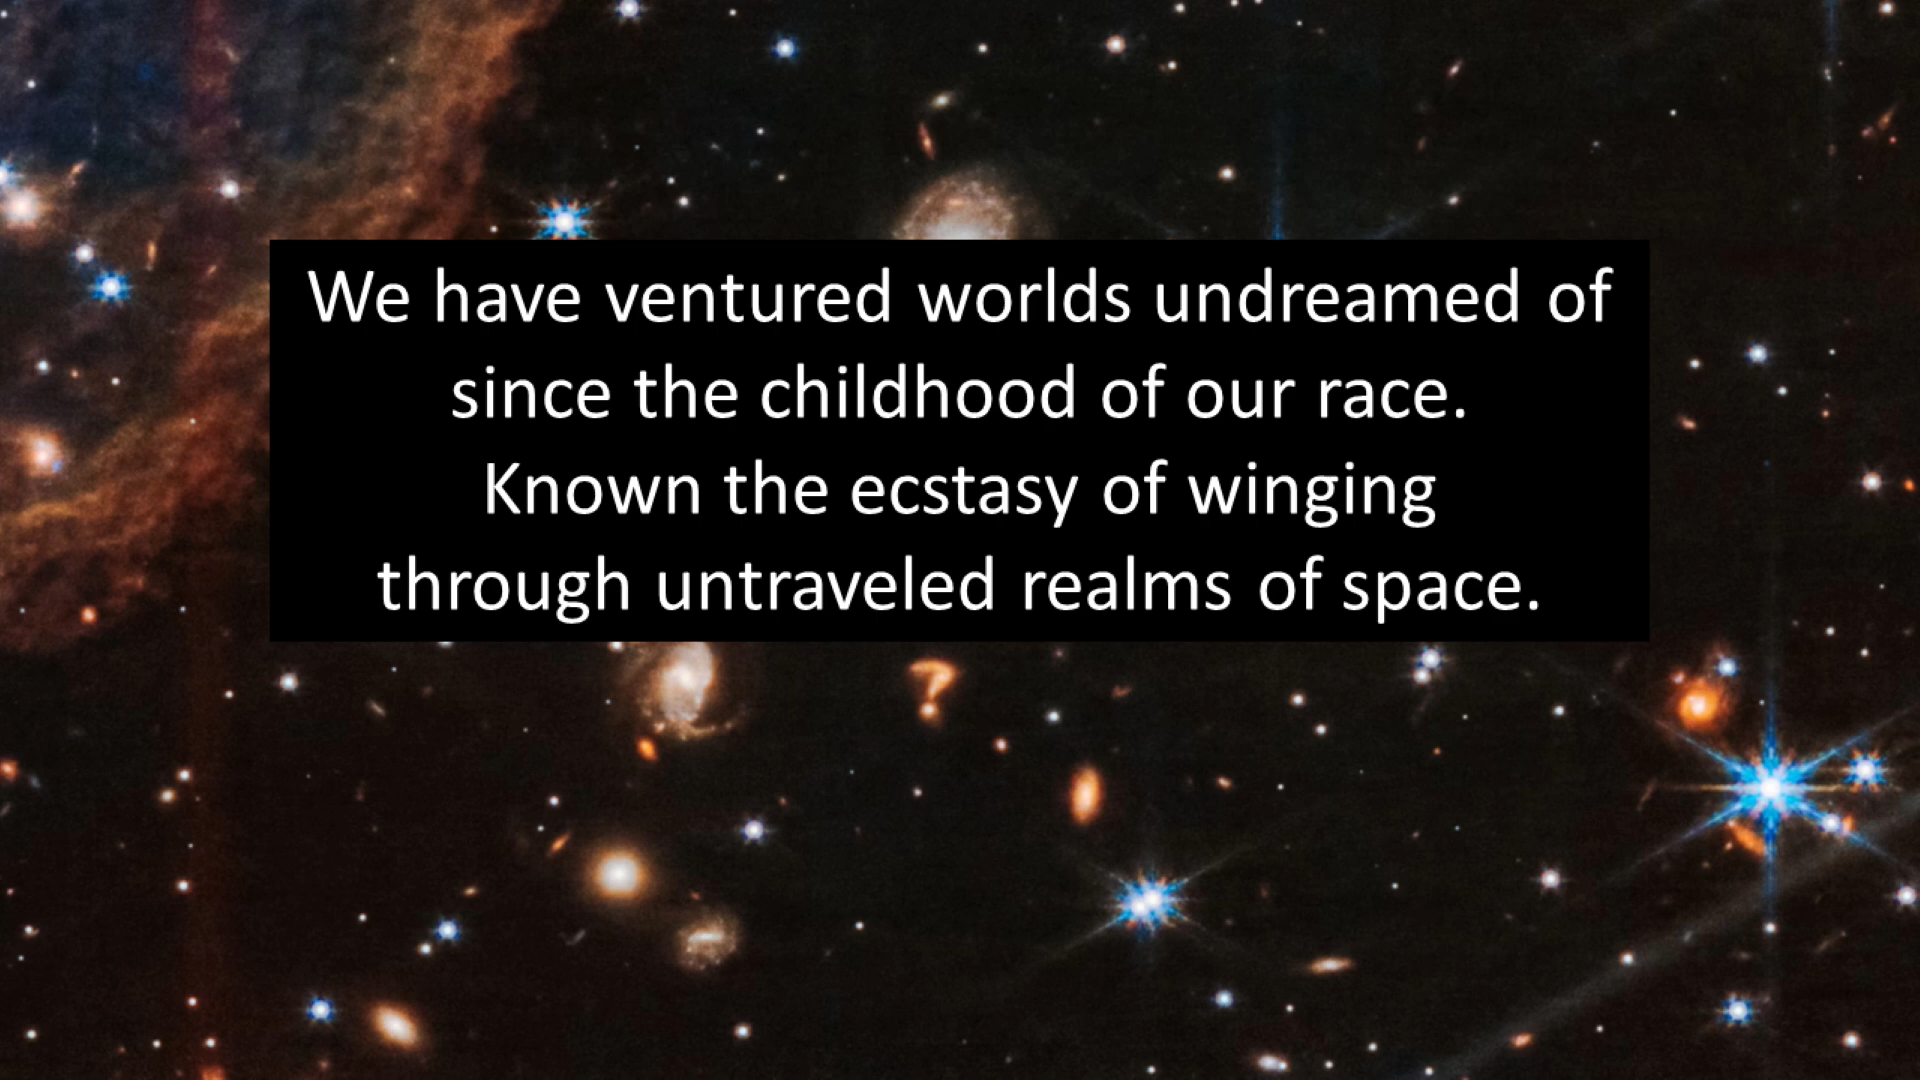 We have ventured worlds undreamed of
since the childhood of our race.
Known the ecstasy of winging
through untraveled realms of space.